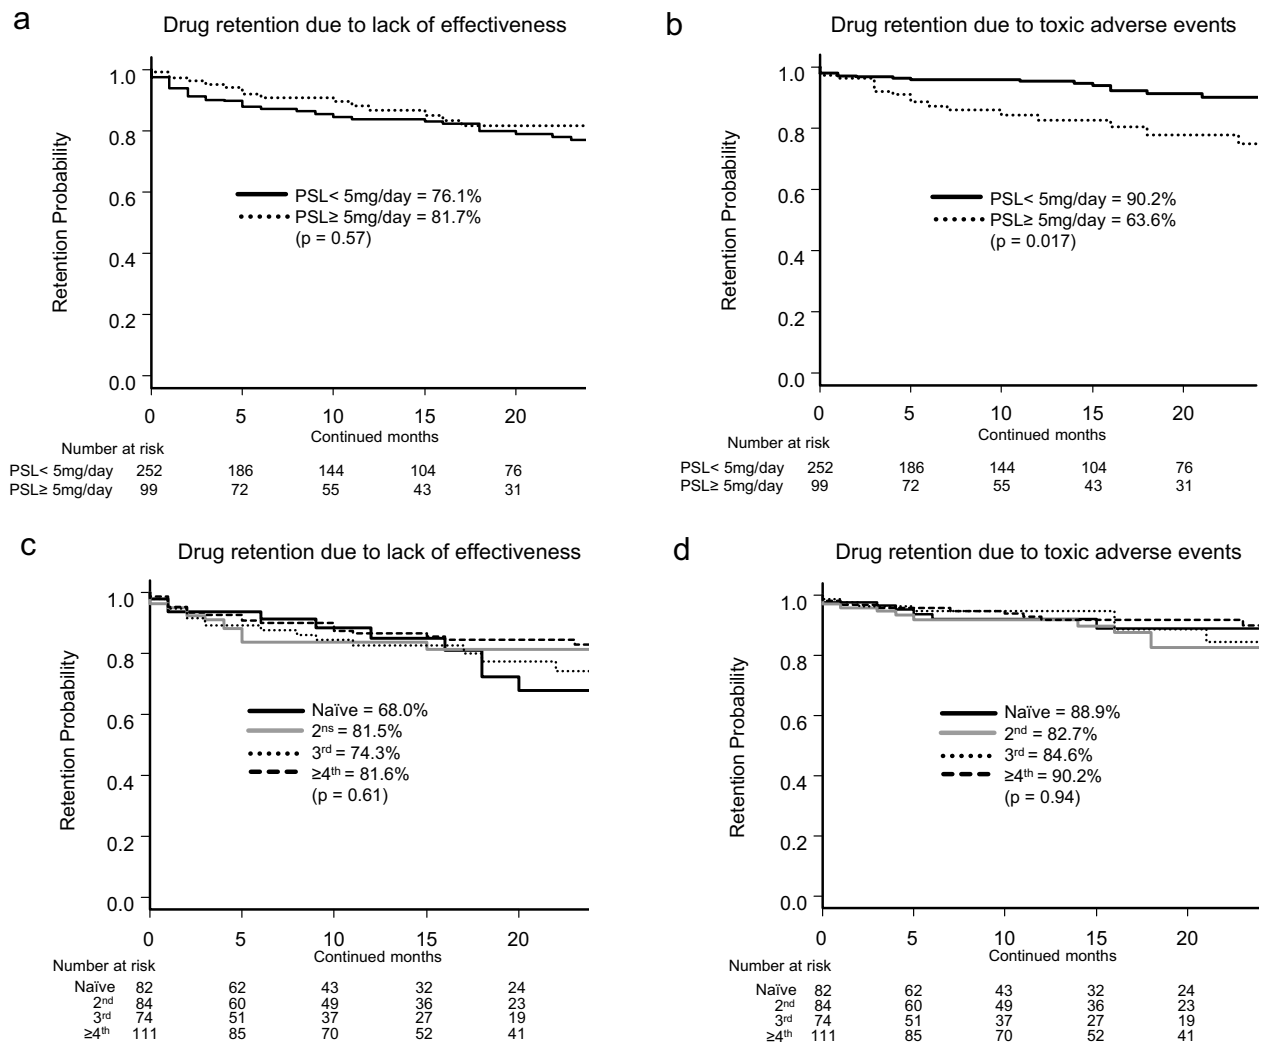 a
Drug retention due to lack of effectiveness
1.0
0.8
0.6
0.4
0.2
0.0
Retention Probability
PSL< 5mg/day = 76.1%
PSL≥ 5mg/day = 81.7%
(p = 0.57)
0 5 10 15 20
Continued months
Number at risk
PSL< 5mg/day 252 186 144 104 76
PSL≥ 5mg/day 99 72 55 43 31
b
Drug retention due to toxic adverse events
1.0
0.8
0.6
0.4
0.2
0.0
Retention Probability
PSL< 5mg/day = 90.2%
PSL≥ 5mg/day = 63.6%
(p = 0.017)
0 5 10 15 20
Continued months
Number at risk
PSL< 5mg/day 252 186 144 104 76
PSL≥ 5mg/day 99 72 55 43 31
c
Drug retention due to lack of effectiveness
1.0
0.8
0.6
0.4
0.2
0.0
Retention Probability
Naïve = 68.0%
2ns = 81.5%
3rd = 74.3%
≥4th = 81.6%
(p = 0.61)
0 5 10 15 20
Continued months
Number at risk
Naïve 82 62 43 32 24
2nd 84 60 49 36 23
3rd 74 51 37 27 19
≥4th 111 85 70 52 41
d
Drug retention due to toxic adverse events
1.0
0.8
0.6
0.4
0.2
0.0
Retention Probability
Naïve = 88.9%
2nd = 82.7%
3rd = 84.6%
≥4th = 90.2%
(p = 0.94)
0 5 10 15 20
Continued months
Number at risk
Naïve 82 62 43 32 24
2nd 84 60 49 36 23
3rd 74 51 37 27 19
≥4th 111 85 70 52 41